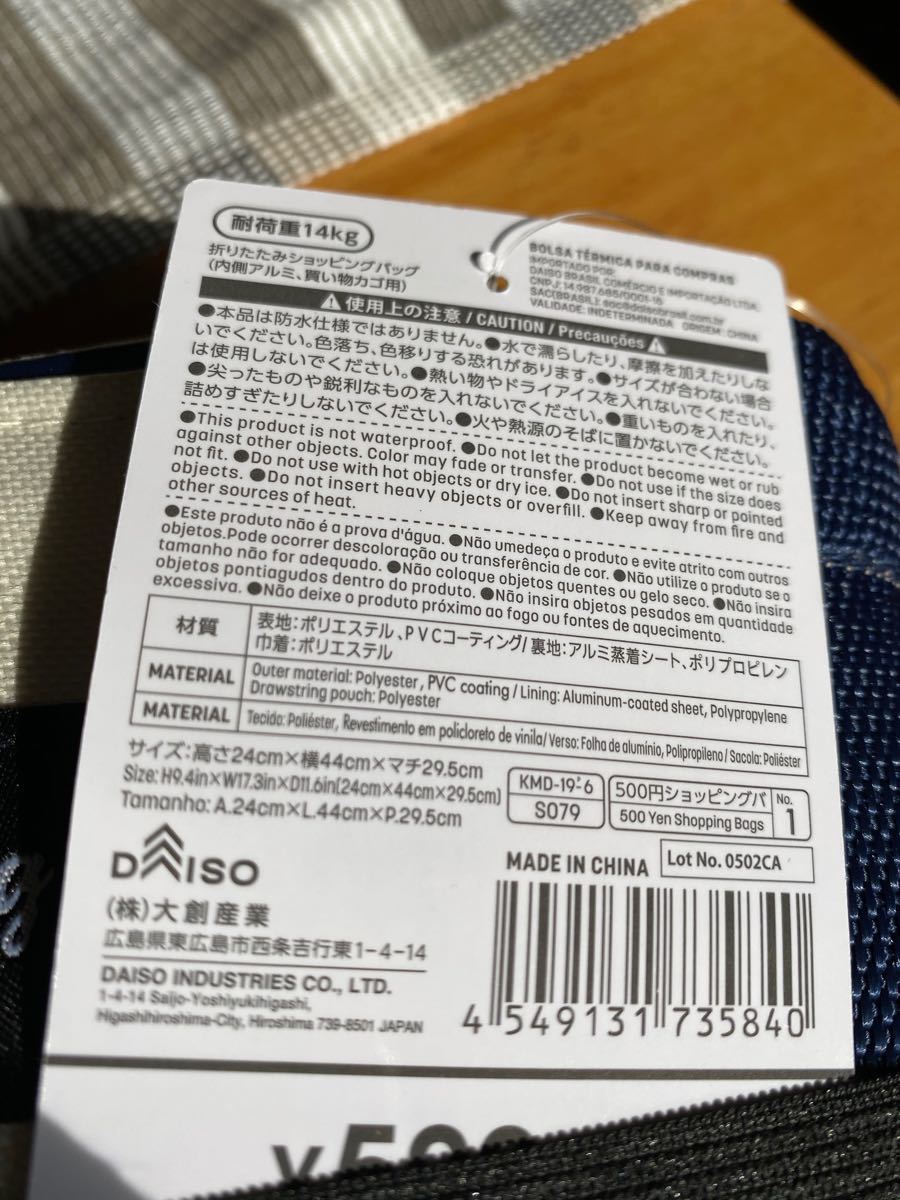 耐荷重14kg
折りたたみショッピングバッグ
(内側アルミ、買い物カゴ用)
BOLSA TÉRMICA PARA COMPRAS
IMPORTADO POR:
DAISO BRASIL COMÉRCIO E IMPORTAÇÃO LTDA.
CNPJ: 14.987.685/0001-16
SAC(BRASIL): sac@daisobrasil.com.br
VALIDADE: INDETERMINADA ORIGEM: CHINA
使用上の注意 / CAUTION / Precauções
●本品は防水仕様ではありません。●水で濡らしたり、摩擦を加えたりしな
いでください。色落ち、色移りする恐れがあります。●サイズが合わない場合
は使用しないでください。●熱い物やドライアイスを入れないでください。
●尖ったものや鋭利なものを入れないでください。●重いものを入れたり、
詰めすぎたりしないでください。●火や熱源のそばに置かないでください。
●This product is not waterproof. ●Do not let the product become wet or rub
against other objects. Color may fade or transfer. ●Do not use if the size does
not fit. ●Do not use with hot objects or dry ice. ●Do not insert sharp or pointed
objects. ●Do not insert heavy objects or overfill. ●Keep away from fire and
other sources of heat.
●Este produto não é a prova d'água. ●Não umedeça o produto e evite atrito com outros
objetos.Pode ocorrer descoloração ou transferência de cor. ●Não utilize o produto se o
tamanho não for adequado. ●Não coloque objetos quentes ou gelo seco. ●Não insira
objetos pontiagudos dentro do produto. ●Não insira objetos pesados em quantidade
excessiva. ●Não deixe o produto próximo ao fogo ou fontes de aquecimento.
材質 表地:ポリエステル、PVCコーティング/ 裏地:アルミ蒸着シート、ポリプロピレン
巾着:ポリエステル
MATERIAL Outer material: Polyester, PVC coating / Lining: Aluminum-coated sheet, Polypropylene
Drawstring pouch: Polyester
MATERIAL Tecido: Poliéster, Revestimento em policloreto de vinila/ Verso: Folha de alumínio, Polipropileno/ Sacola: Poliéster
サイズ:高さ24cm×横44cm×マチ29.5cm
Size: H9.4in×W17.3in×D11.6in(24cm×44cm×29.5cm)
Tamanho: A.24cm×L.44cm×P.29.5cm
KMD-19-6
S079
500円ショッピングバ
500 Yen Shopping Bags
No.
1
DAISO
MADE IN CHINA
Lot No. 0502CA
(株)大創産業
広島県東広島市西条吉行東1-4-14
DAISO INDUSTRIES CO., LTD.
1-4-14 Saijo-Yoshiyukihigashi,
Higashihiroshima-City, Hiroshima 739-8501 JAPAN
4 549131 735840